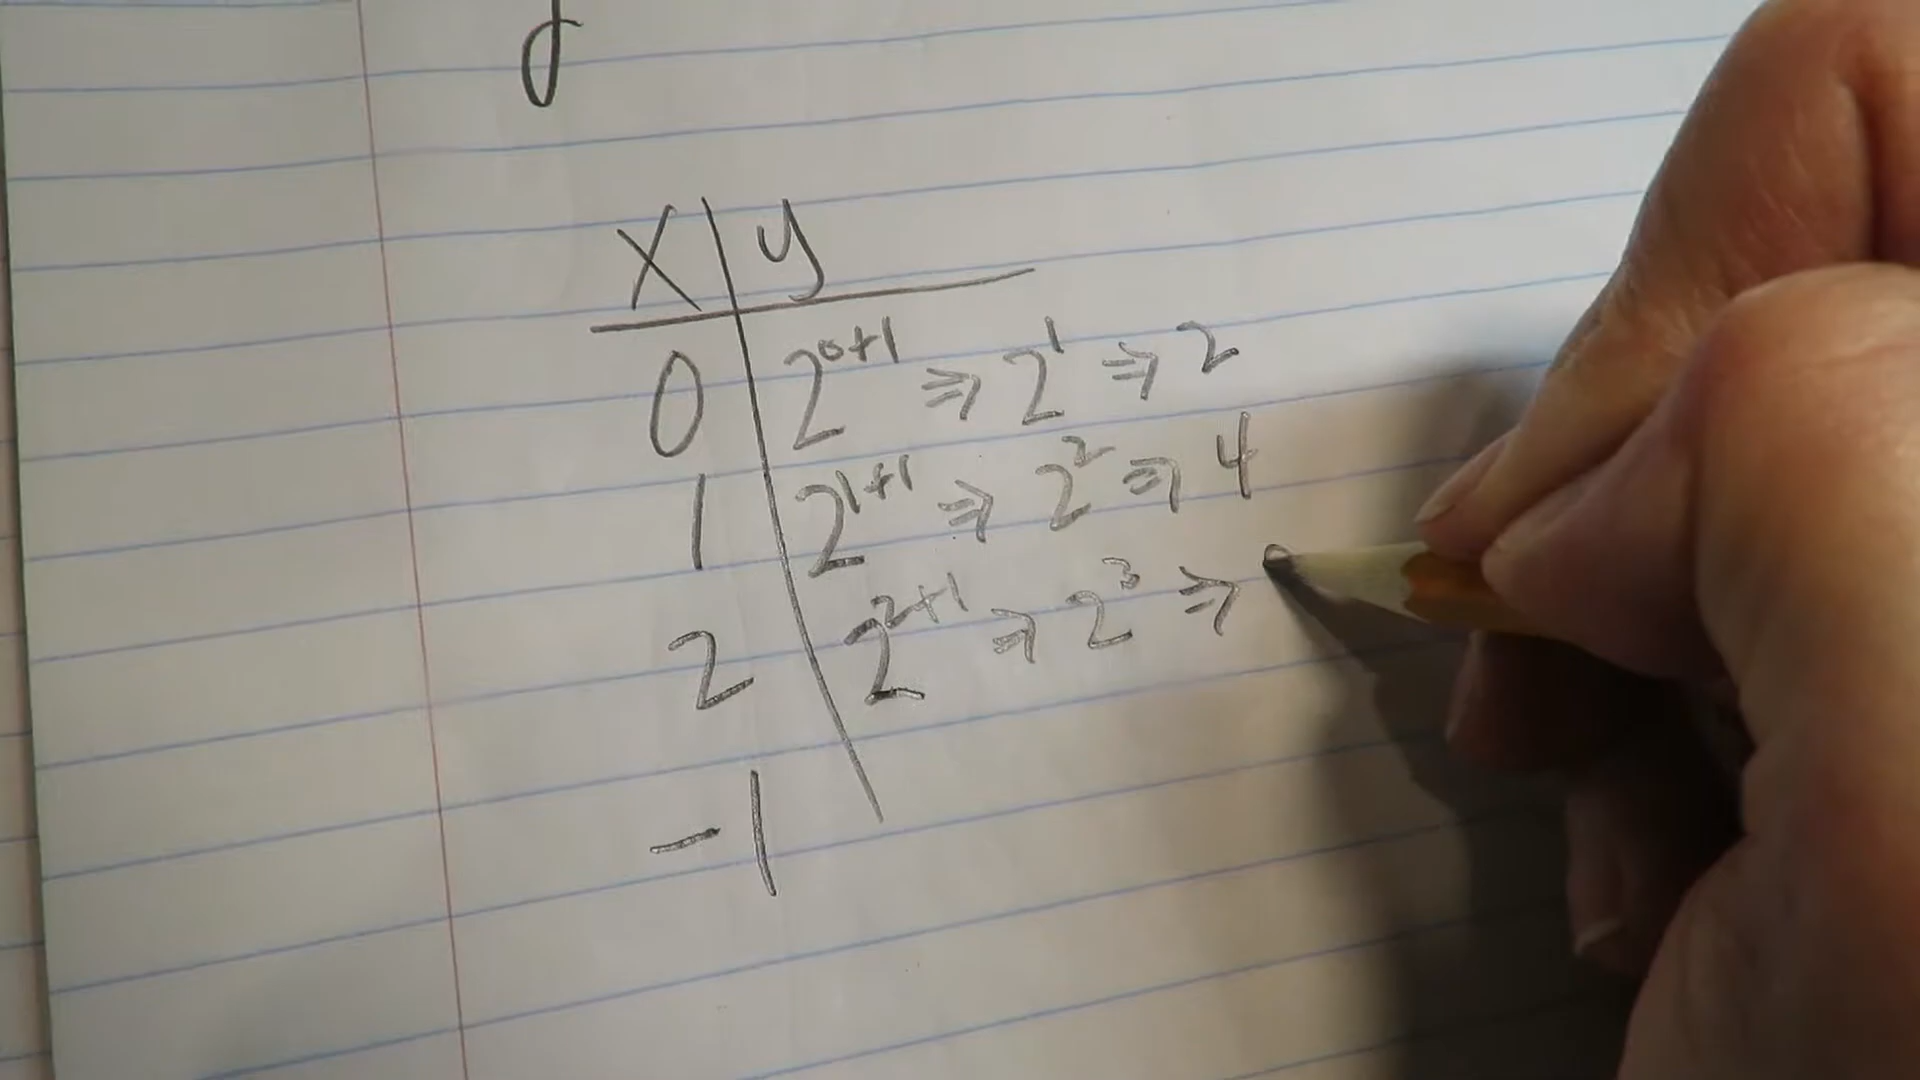 y
x | y
0 | 2^{0+1} ⇒ 2^1 ⇒ 2
1 | 2^{1+1} ⇒ 2^2 ⇒ 4
2 | 2^{2+1} ⇒ 2^3 ⇒
-1 |